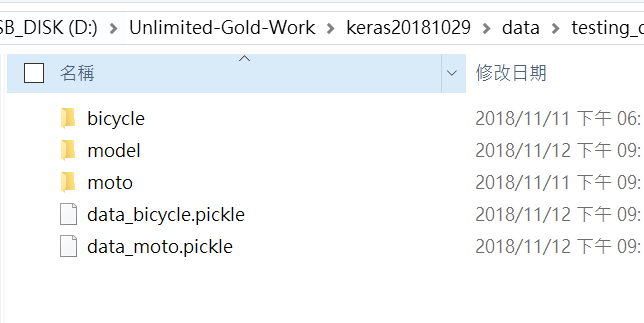 SB_DISK (D:) > Unlimited-Gold-Work > keras20181029 > data > testing_
名稱 修改日期
bicycle 2018/11/11 下午 06:
model 2018/11/12 下午 09:
moto 2018/11/11 下午 09:
data_bicycle.pickle 2018/11/12 下午 09:
data_moto.pickle 2018/11/12 下午 09: